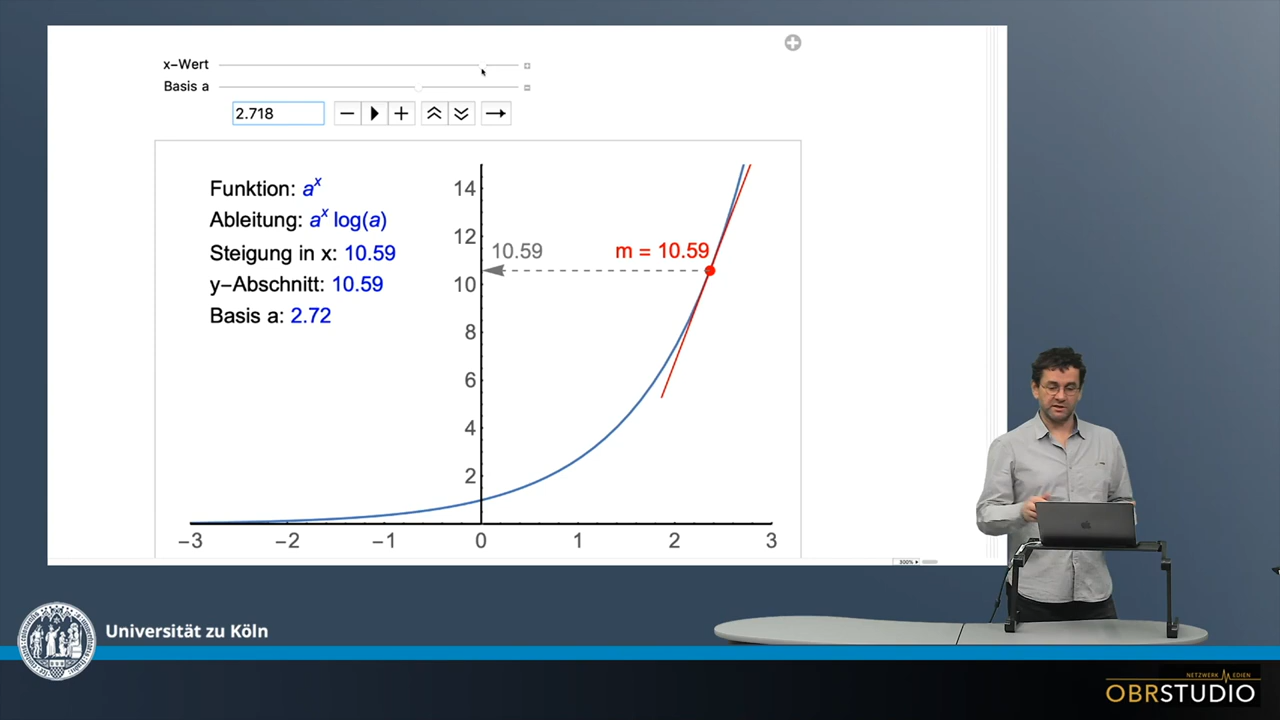 x−Wert
Basis a
2.718
Funktion: a^x
Ableitung: a^x log(a)
Steigung in x: 10.59
y−Abschnitt: 10.59
Basis a: 2.72
14
12
10
8
6
4
2
10.59
m = 10.59
−3 −2 −1 0 1 2 3
300%
Universität zu Köln
NETZWERK MEDIEN
OBRSTUDIO